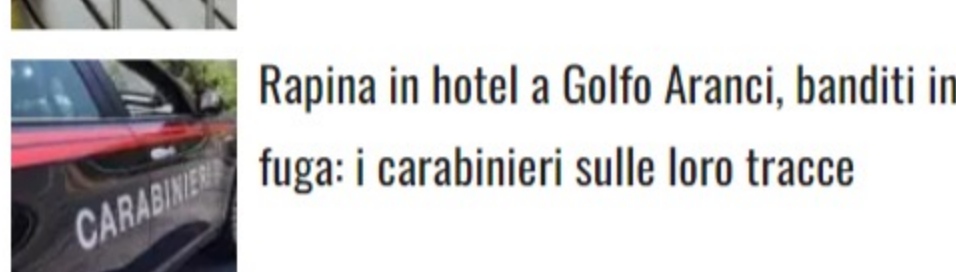 Rapina in hotel a Golfo Aranci, banditi in
fuga: i carabinieri sulle loro tracce
CARABINIERI